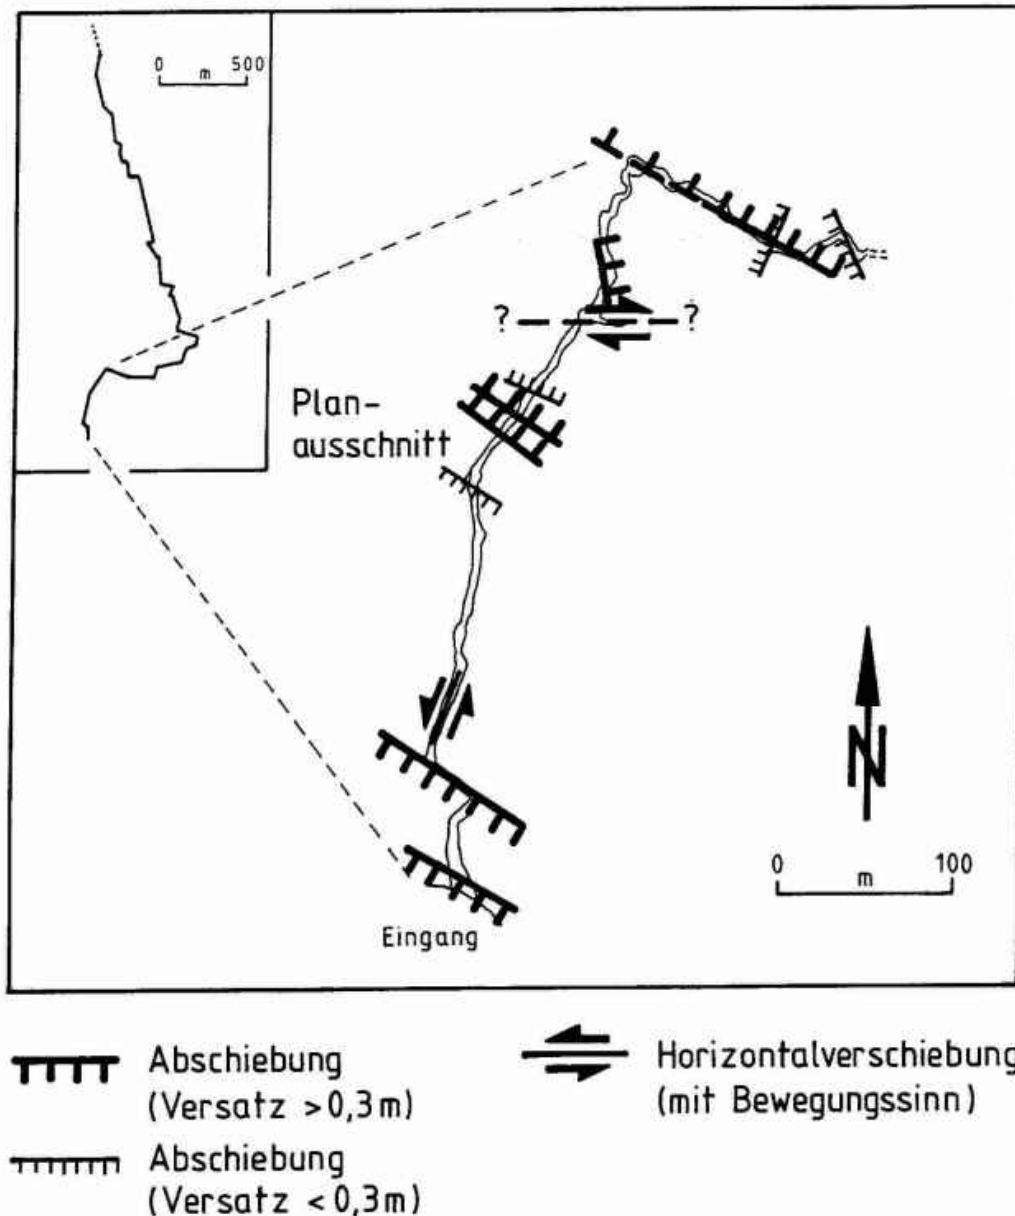 0 m 500
? ?
Plan-
ausschnitt
N
0 m 100
Eingang
Abschiebung
(Versatz >0,3m)
Horizontalverschiebung
(mit Bewegungssinn)
Abschiebung
(Versatz <0,3m)